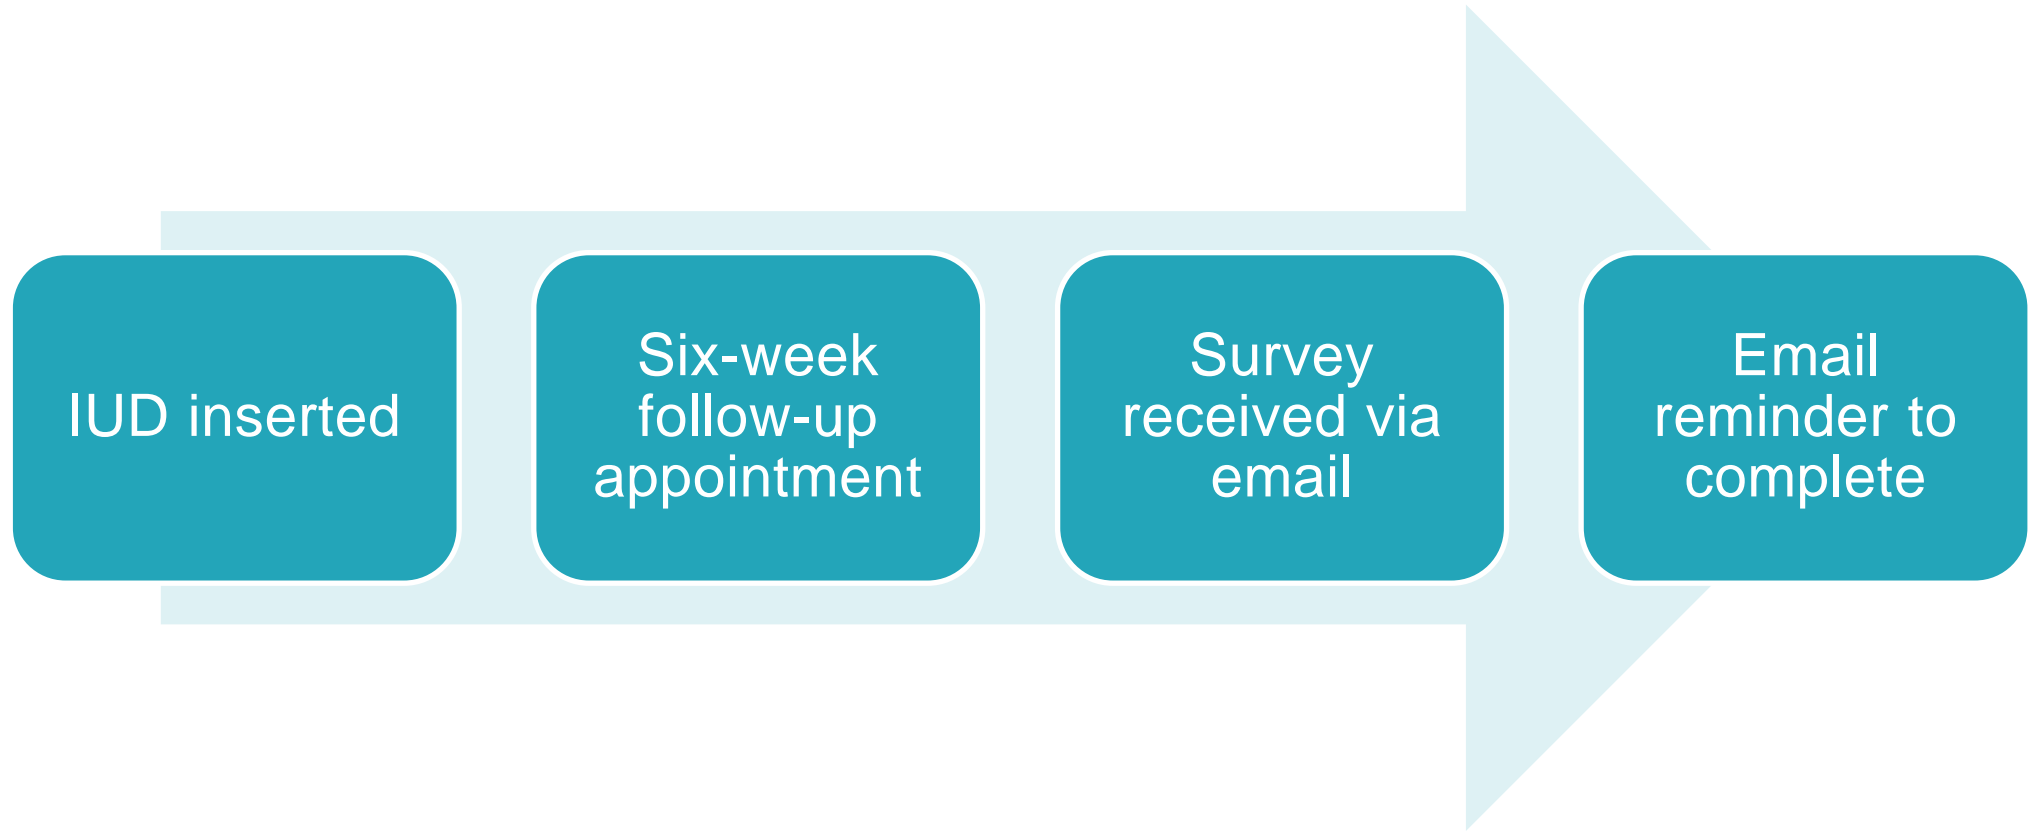 IUD inserted
Six-week
follow-up
appointment
Survey
received via
email
Email
reminder to
complete